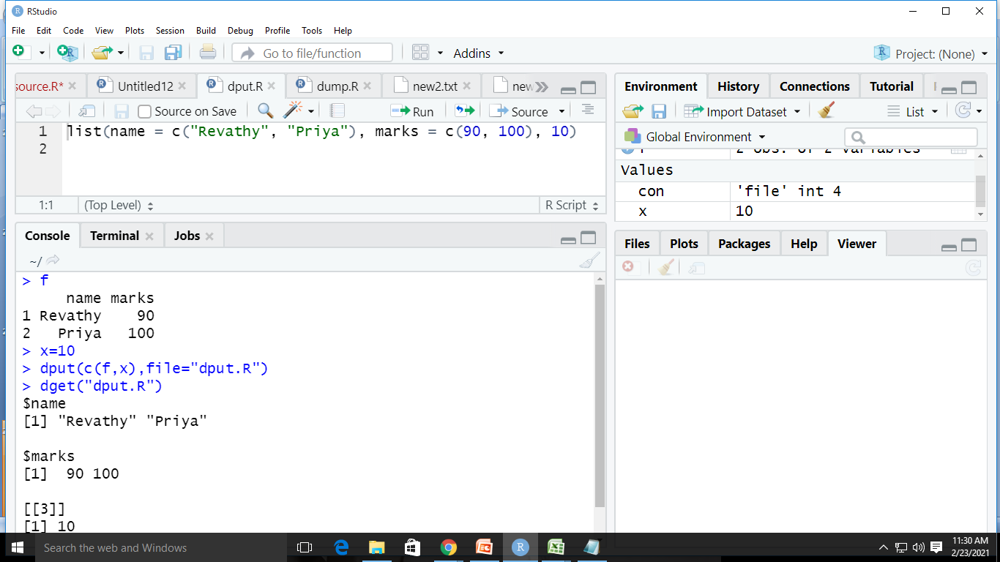 RStudio
File Edit Code View Plots Session Build Debug Profile Tools Help
Go to file/function Addins Project: (None)
source.R* Untitled12 dput.R dump.R new2.txt new
Source on Save Run Source
1 list(name = c("Revathy", "Priya"), marks = c(90, 100), 10)
2
1:1 (Top Level) R Script
Console Terminal Jobs
~/
> f
name marks
1 Revathy 90
2 Priya 100
> x=10
> dput(c(f,x),file="dput.R")
> dget("dput.R")
$name
[1] "Revathy" "Priya"
$marks
[1] 90 100
[[3]]
[1] 10
Environment History Connections Tutorial
Import Dataset List
Global Environment
2 obs. of 2 variables
Values
con 'file' int 4
x 10
Files Plots Packages Help Viewer
Search the web and Windows
11:30 AM
2/23/2021